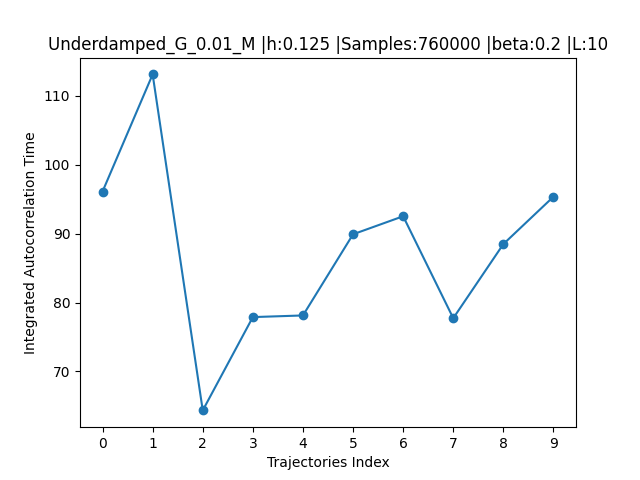 Underdamped_G_0.01_M |h:0.125 |Samples:760000 |beta:0.2 |L:10
110
100
90
80
70
Integrated Autocorrelation Time
0 1 2 3 4 5 6 7 8 9
Trajectories Index